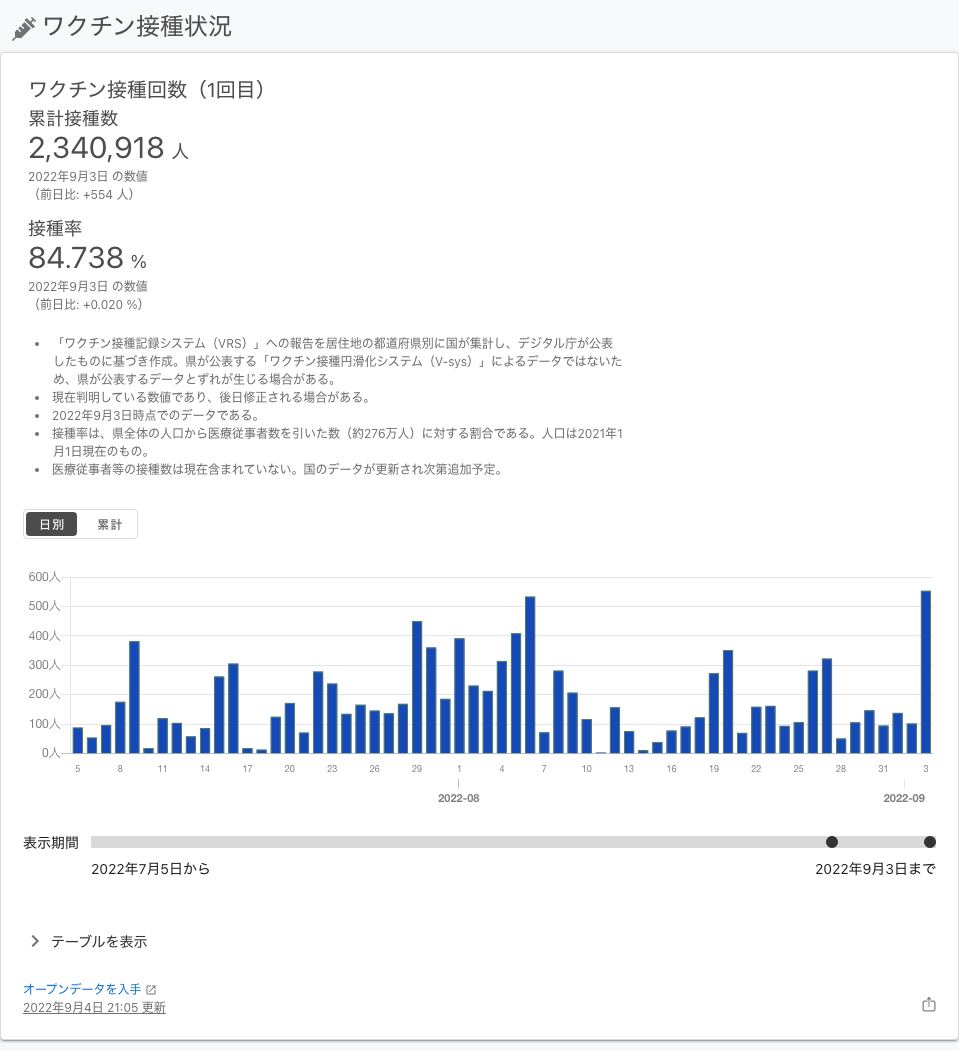 ワクチン接種状況
ワクチン接種回数（1回目）
累計接種数
2,340,918 人
2022年9月3日 の数値
（前日比: +554 人）
接種率
84.738 %
2022年9月3日 の数値
（前日比: +0.020 %）
• 「ワクチン接種記録システム（VRS）」への報告を居住地の都道府県別に国が集計し、デジタル庁が公表
したものに基づき作成。県が公表する「ワクチン接種円滑化システム（V-sys）」によるデータではないた
め、県が公表するデータとずれが生じる場合がある。
• 現在判明している数値であり、後日修正される場合がある。
• 2022年9月3日時点でのデータである。
• 接種率は、県全体の人口から医療従事者数を引いた数（約276万人）に対する割合である。人口は2021年1
月1日現在のもの。
• 医療従事者等の接種数は現在含まれていない。国のデータが更新され次第追加予定。
日別 累計
600人
500人
400人
300人
200人
100人
0人
5 8 11 14 17 20 23 26 29 1 4 7 10 13 16 19 22 25 28 31 3
2022-08 2022-09
表示期間
2022年7月5日から 2022年9月3日まで
テーブルを表示
オープンデータを入手
2022年9月4日 21:05 更新